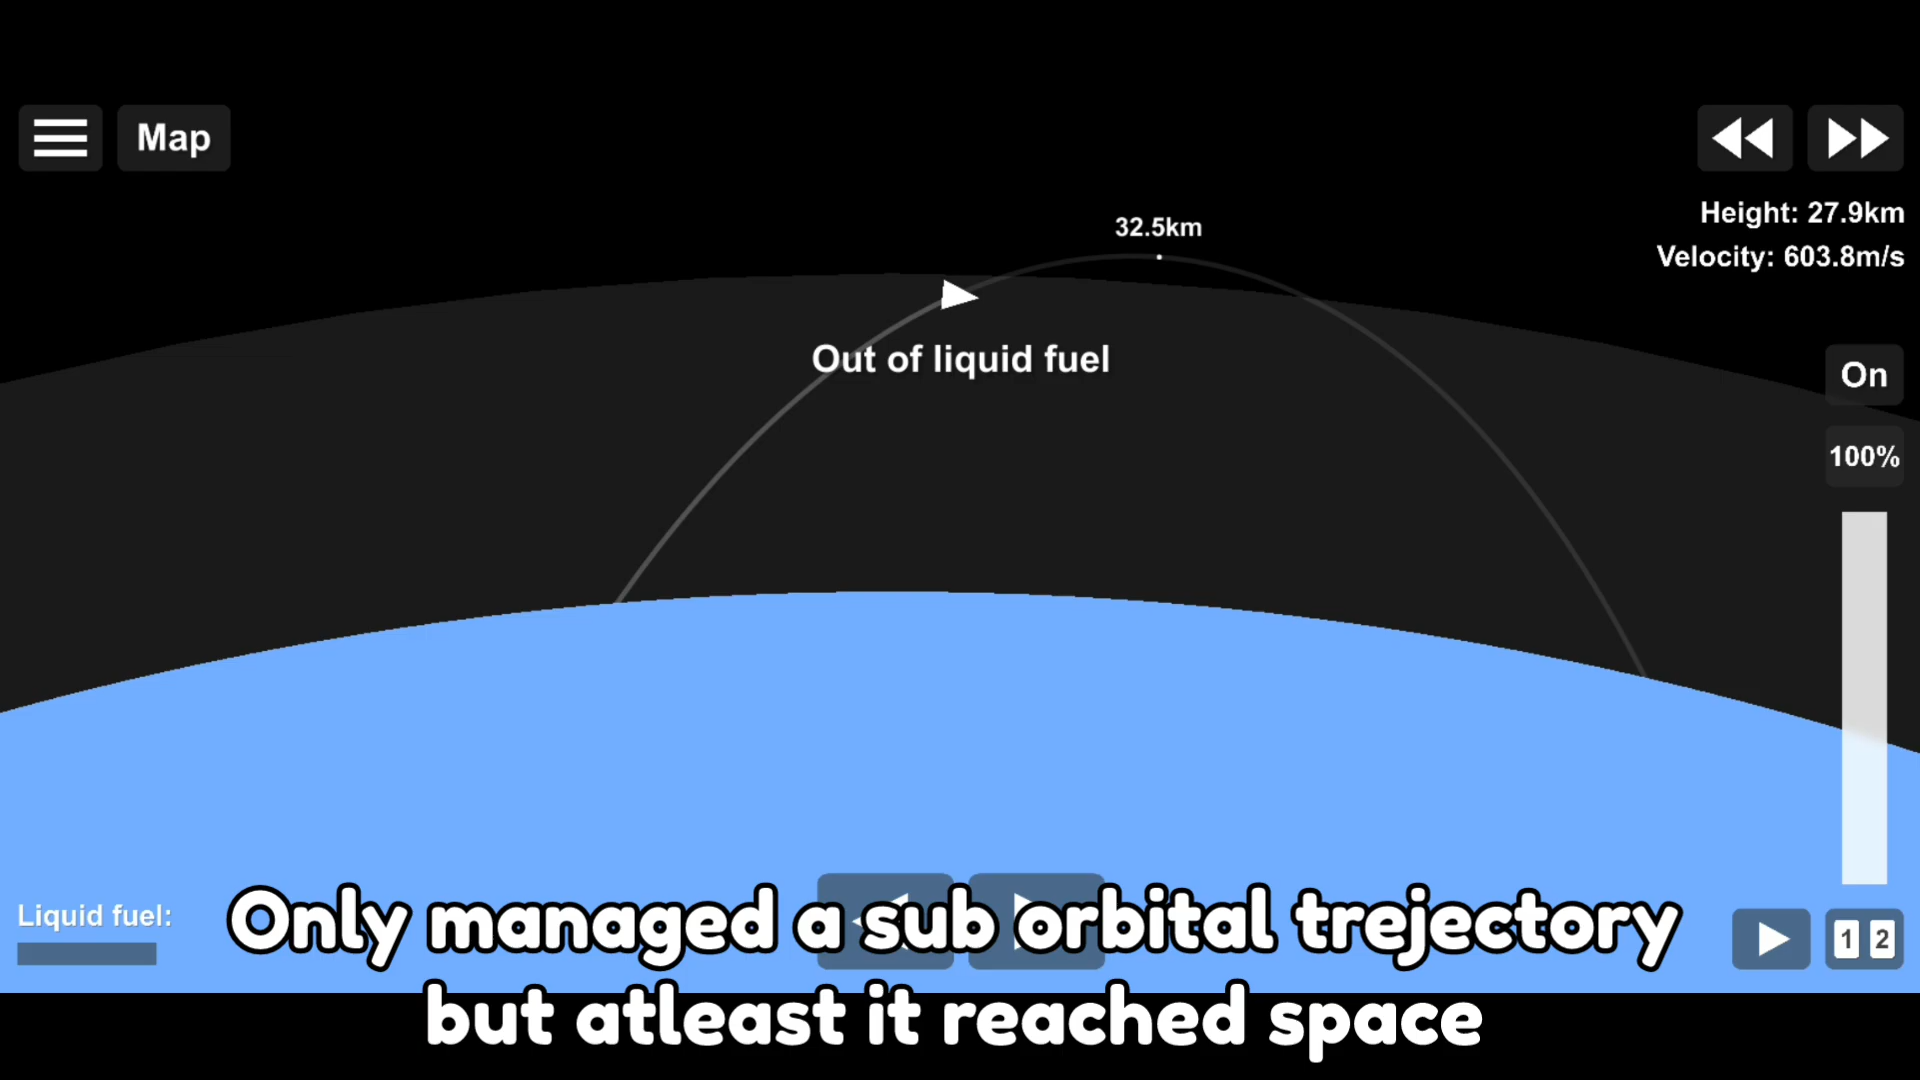 Map
Height: 27.9km
Velocity: 603.8m/s
32.5km
Out of liquid fuel
On
100%
Liquid fuel:
1 2
Only managed a sub orbital trejectory
but atleast it reached space